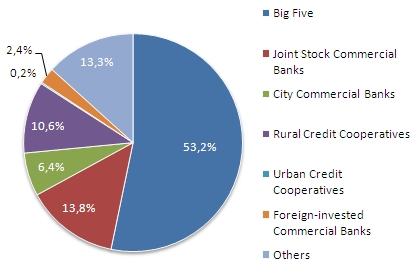 2,4%
0,2%
13,3%
10,6%
6,4%
13,8%
53,2%
Big Five
Joint Stock Commercial
Banks
City Commercial Banks
Rural Credit Cooperatives
Urban Credit
Cooperatives
Foreign-invested
Commercial Banks
Others